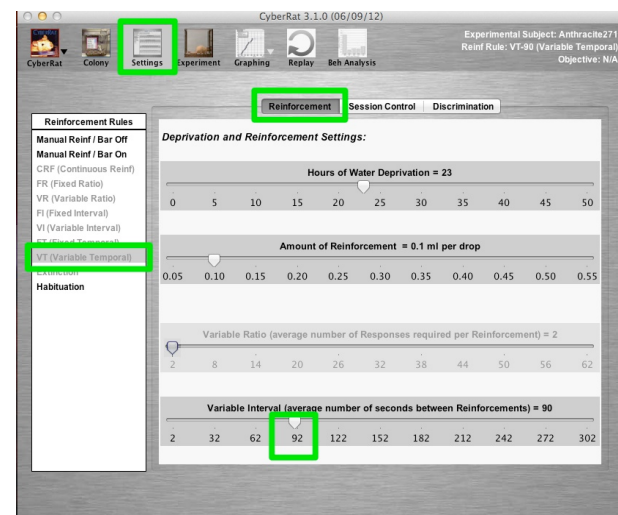 CyberRat 3.1.0 (06/09/12)
Experimental Subject: Anthracite271
Reinf Rule: VT-90 (Variable Temporal)
Objective: N/A
CyberRat Colony Settings Experiment Graphing Replay Beh Analysis
Reinforcement Session Control Discrimination
Reinforcement Rules
Manual Reinf / Bar Off
Manual Reinf / Bar On
CRF (Continuous Reinf)
FR (Fixed Ratio)
VR (Variable Ratio)
FI (Fixed Interval)
VI (Variable Interval)
FT (Fixed Temporal)
VT (Variable Temporal)
Extinction
Habituation
Deprivation and Reinforcement Settings:
Hours of Water Deprivation = 23
0 5 10 15 20 25 30 35 40 45 50
Amount of Reinforcement = 0.1 ml per drop
0.05 0.10 0.15 0.20 0.25 0.30 0.35 0.40 0.45 0.50 0.55
Variable Ratio (average number of Responses required per Reinforcement) = 2
2 8 14 20 26 32 38 44 50 56 62
Variable Interval (average number of seconds between Reinforcements) = 90
2 32 62 92 122 152 182 212 242 272 302